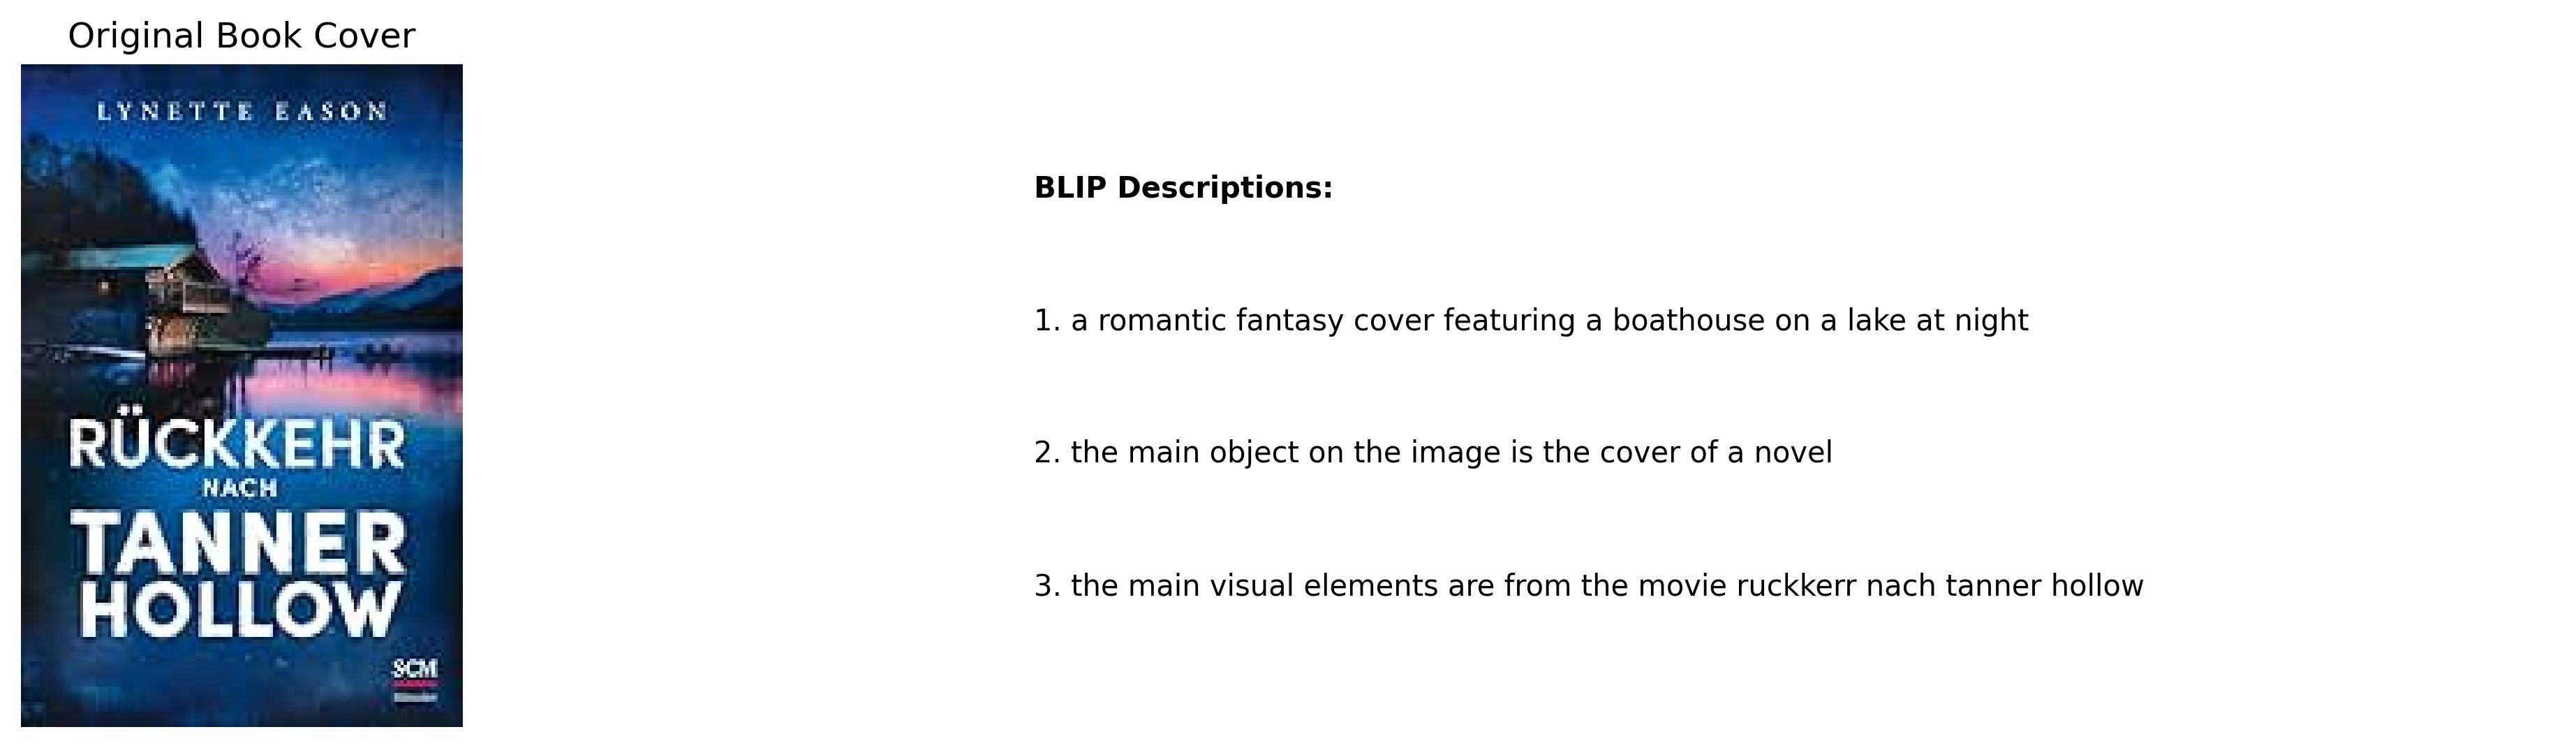 Original Book Cover
LYNETTE EASON
RÜCKKEHR
NACH
TANNER
HOLLOW
SCM
BLIP Descriptions:
1. a romantic fantasy cover featuring a boathouse on a lake at night
2. the main object on the image is the cover of a novel
3. the main visual elements are from the movie ruckkerr nach tanner hollow